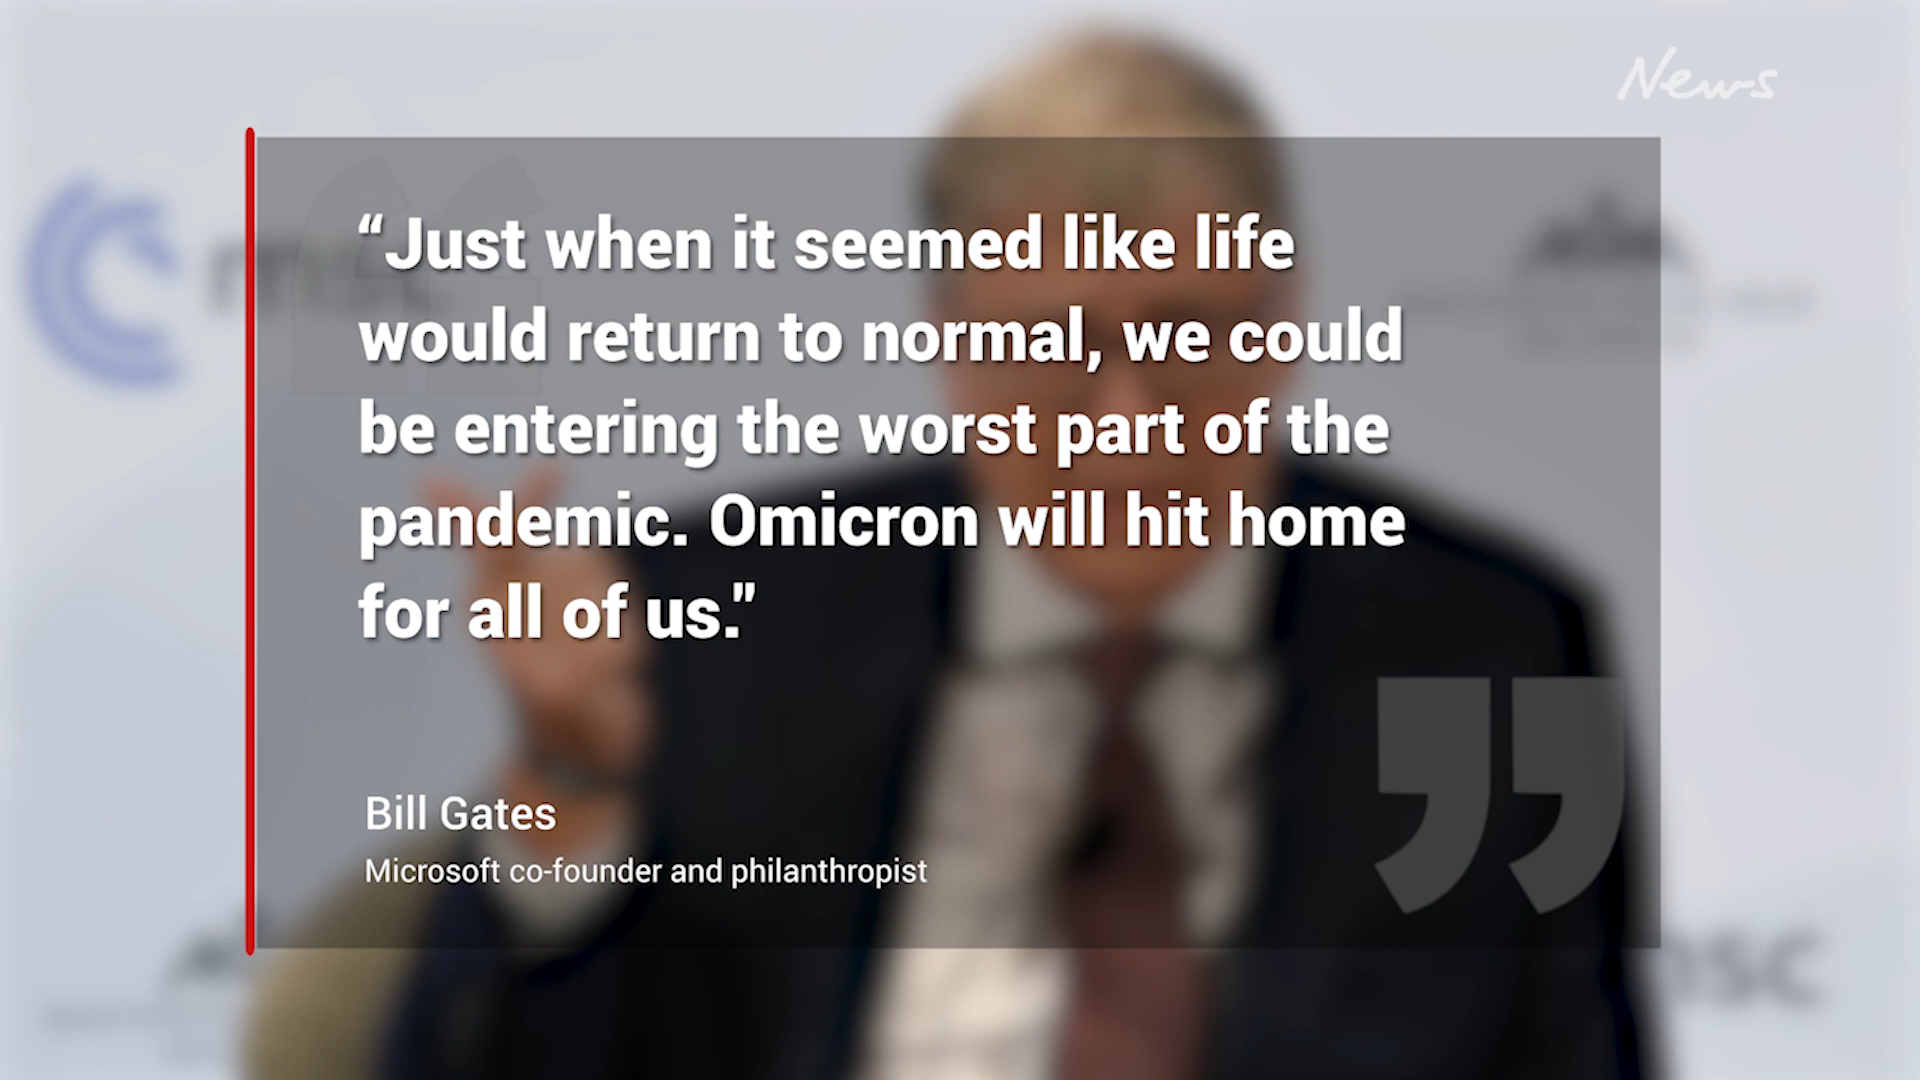 News
“Just when it seemed like life
would return to normal, we could
be entering the worst part of the
pandemic. Omicron will hit home
for all of us.”
Bill Gates
Microsoft co-founder and philanthropist
msc